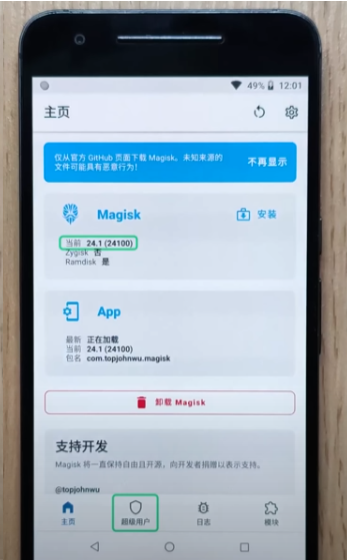 49% 12:01
主页
仅从官方 GitHub 页面下载 Magisk。未知来源的
文件可能具有恶意行为！
不再显示
Magisk
安装
当前 24.1 (24100)
Zygisk 否
Ramdisk 是
App
最新 正在加载
当前 24.1 (24100)
包名 com.topjohnwu.magisk
卸载 Magisk
支持开发
Magisk 将一直保持自由且开源，向开发者捐赠以表示支持。
@topjohnwu
主页
超级用户
日志
模块